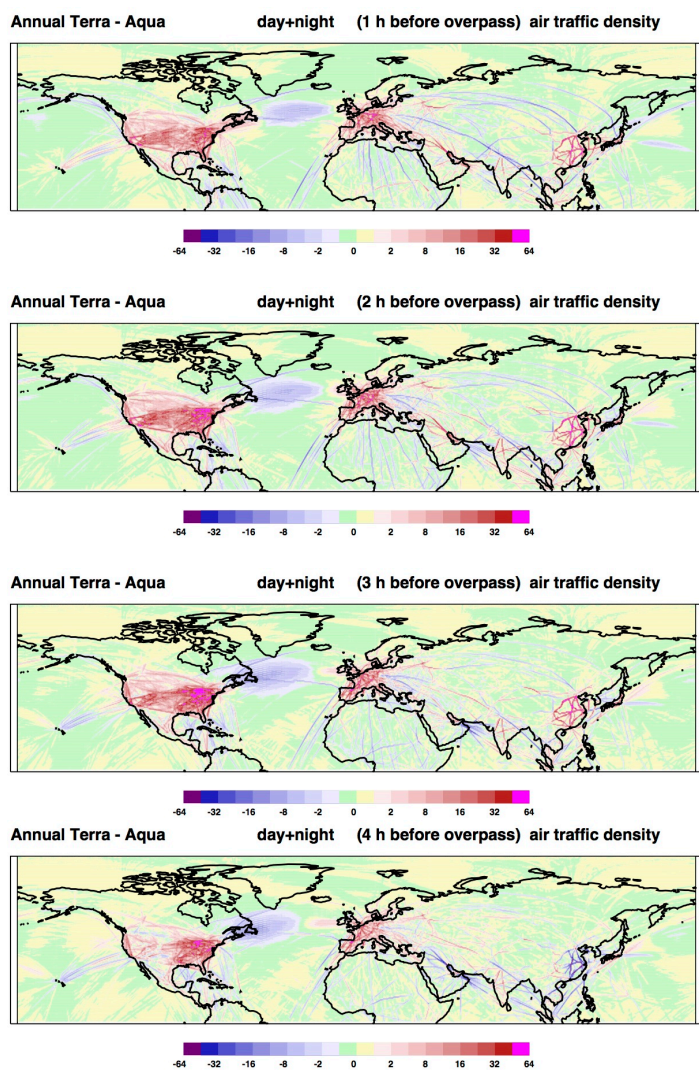 Annual Terra - Aqua day+night (1 h before overpass) air traffic density
-64 -32 -16 -8 -2 0 2 8 16 32 64
Annual Terra - Aqua day+night (2 h before overpass) air traffic density
-64 -32 -16 -8 -2 0 2 8 16 32 64
Annual Terra - Aqua day+night (3 h before overpass) air traffic density
-64 -32 -16 -8 -2 0 2 8 16 32 64
Annual Terra - Aqua day+night (4 h before overpass) air traffic density
-64 -32 -16 -8 -2 0 2 8 16 32 64